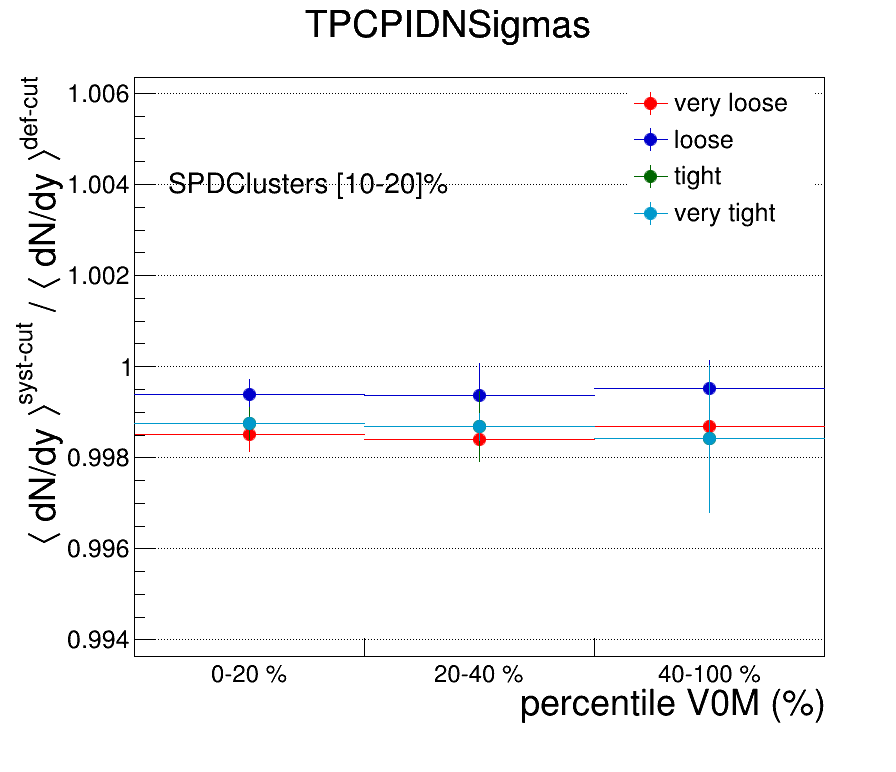 TPCPIDNSigmas
⟨ dN/dy ⟩^syst-cut / ⟨ dN/dy ⟩^def-cut
1.006
1.004
1.002
1
0.998
0.996
0.994
SPDClusters [10-20]%
very loose
loose
tight
very tight
0-20 % 20-40 % 40-100 %
percentile V0M (%)